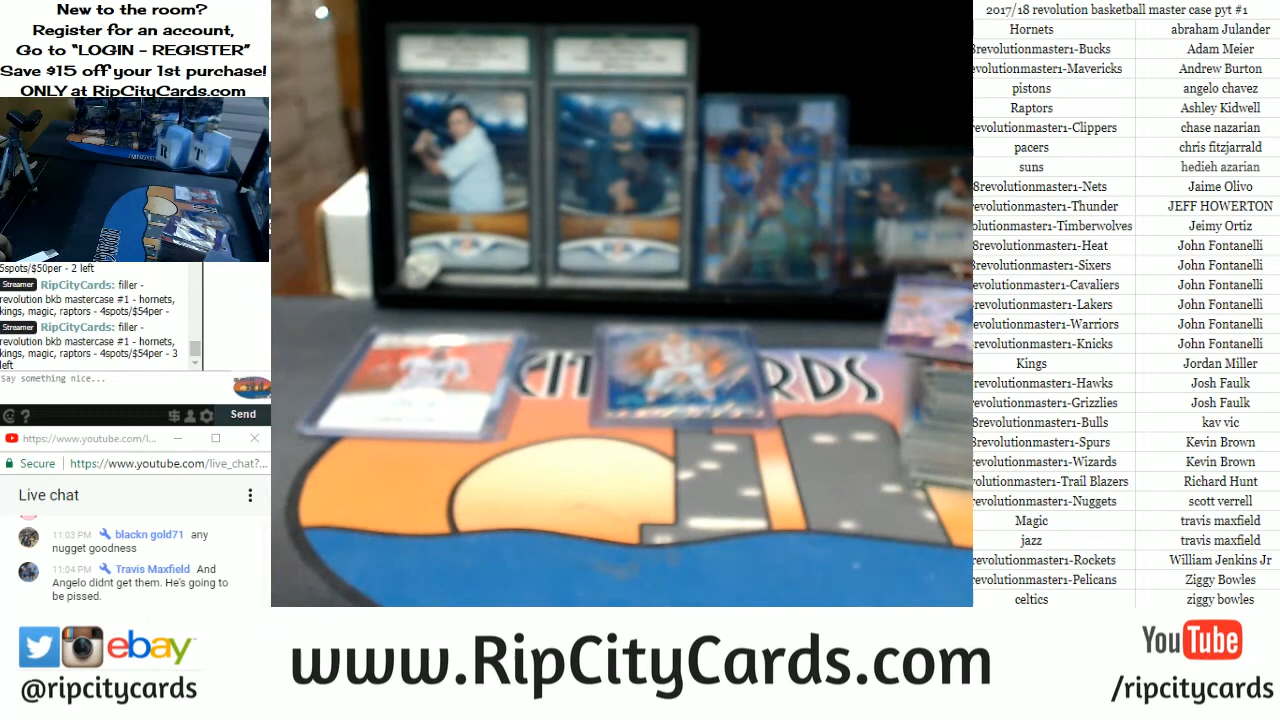 New to the room?
Register for an account,
Go to “LOGIN - REGISTER”
Save $15 off your 1st purchase!
ONLY at RipCityCards.com
5spots/$50per - 2 left
Streamer RipCityCards: filler -
revolution bkb mastercase #1 - hornets,
kings, magic, raptors - 4spots/$54per -
Streamer RipCityCards: filler -
revolution bkb mastercase #1 - hornets,
kings, magic, raptors - 4spots/$54per - 3
left
Say something nice...
Send
https://www.youtube.com/l...
Secure https://www.youtube.com/live_chat?...
Live chat
11:03 PM blackn gold71 any
nugget goodness
11:04 PM Travis Maxfield And
Angelo didnt get them. He's going to
be pissed.
R T
CIT RDS
2017/18 revolution basketball master case pyt #1
Hornets abraham Julander
8revolutionmaster1-Bucks Adam Meier
revolutionmaster1-Mavericks Andrew Burton
pistons angelo chavez
Raptors Ashley Kidwell
revolutionmaster1-Clippers chase nazarian
pacers chris fitzjarrald
suns hedieh azarian
8revolutionmaster1-Nets Jaime Olivo
revolutionmaster1-Thunder JEFF HOWERTON
olutionmaster1-Timberwolves Jeimy Ortiz
8revolutionmaster1-Heat John Fontanelli
8revolutionmaster1-Sixers John Fontanelli
revolutionmaster1-Cavaliers John Fontanelli
revolutionmaster1-Lakers John Fontanelli
revolutionmaster1-Warriors John Fontanelli
revolutionmaster1-Knicks John Fontanelli
Kings Jordan Miller
revolutionmaster1-Hawks Josh Faulk
revolutionmaster1-Grizzlies Josh Faulk
8revolutionmaster1-Bulls kav vic
8revolutionmaster1-Spurs Kevin Brown
revolutionmaster1-Wizards Kevin Brown
volutionmaster1-Trail Blazers Richard Hunt
revolutionmaster1-Nuggets scott verrell
Magic travis maxfield
jazz travis maxfield
revolutionmaster1-Rockets William Jenkins Jr
revolutionmaster1-Pelicans Ziggy Bowles
celtics ziggy bowles
ebay
@ripcitycards
www.RipCityCards.com
YouTube
/ripcitycards